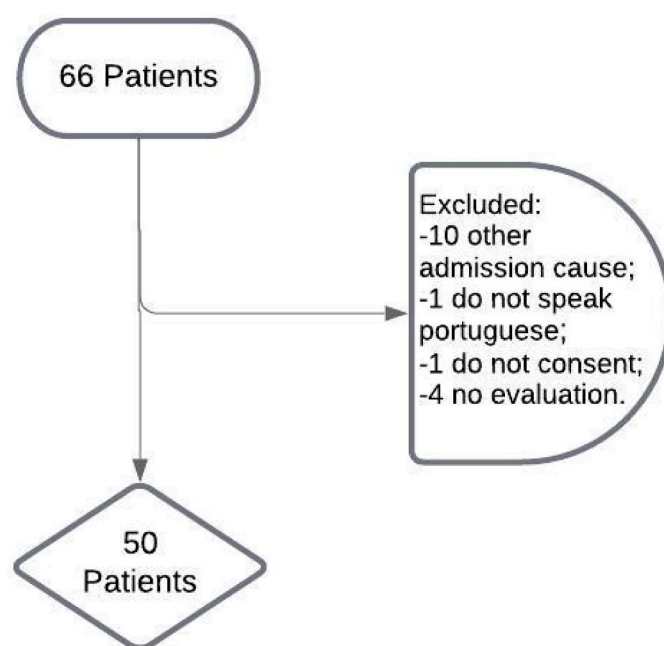 66 Patients
Excluded:
-10 other
admission cause;
-1 do not speak
portuguese;
-1 do not consent;
-4 no evaluation.
50
Patients